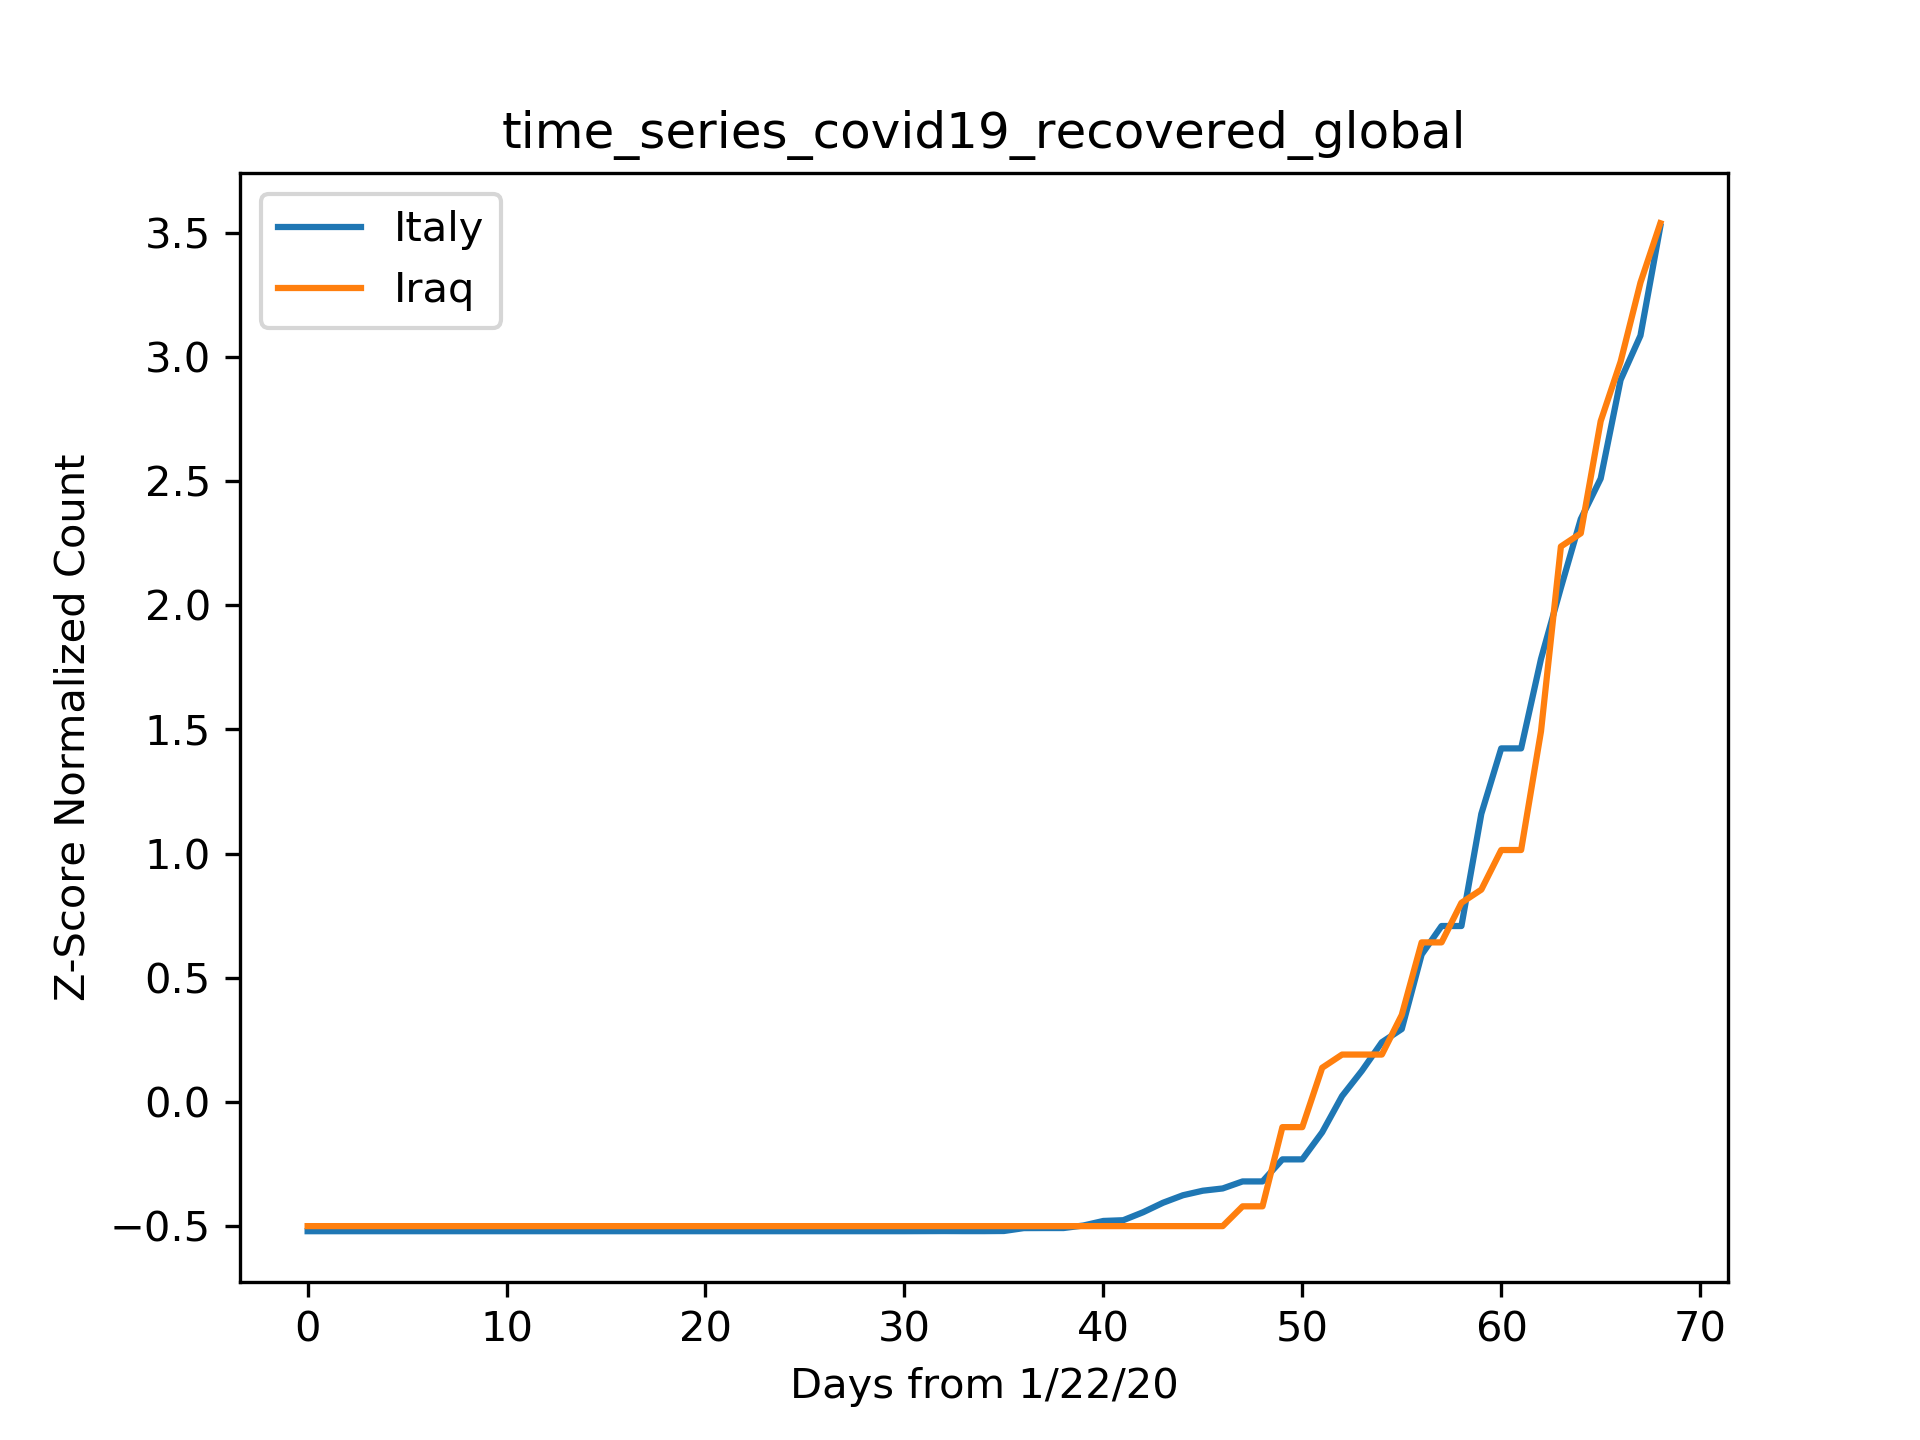 time_series_covid19_recovered_global
Italy
Iraq
3.5
3.0
2.5
2.0
1.5
1.0
0.5
0.0
−0.5
Z-Score Normalized Count
0 10 20 30 40 50 60 70
Days from 1/22/20